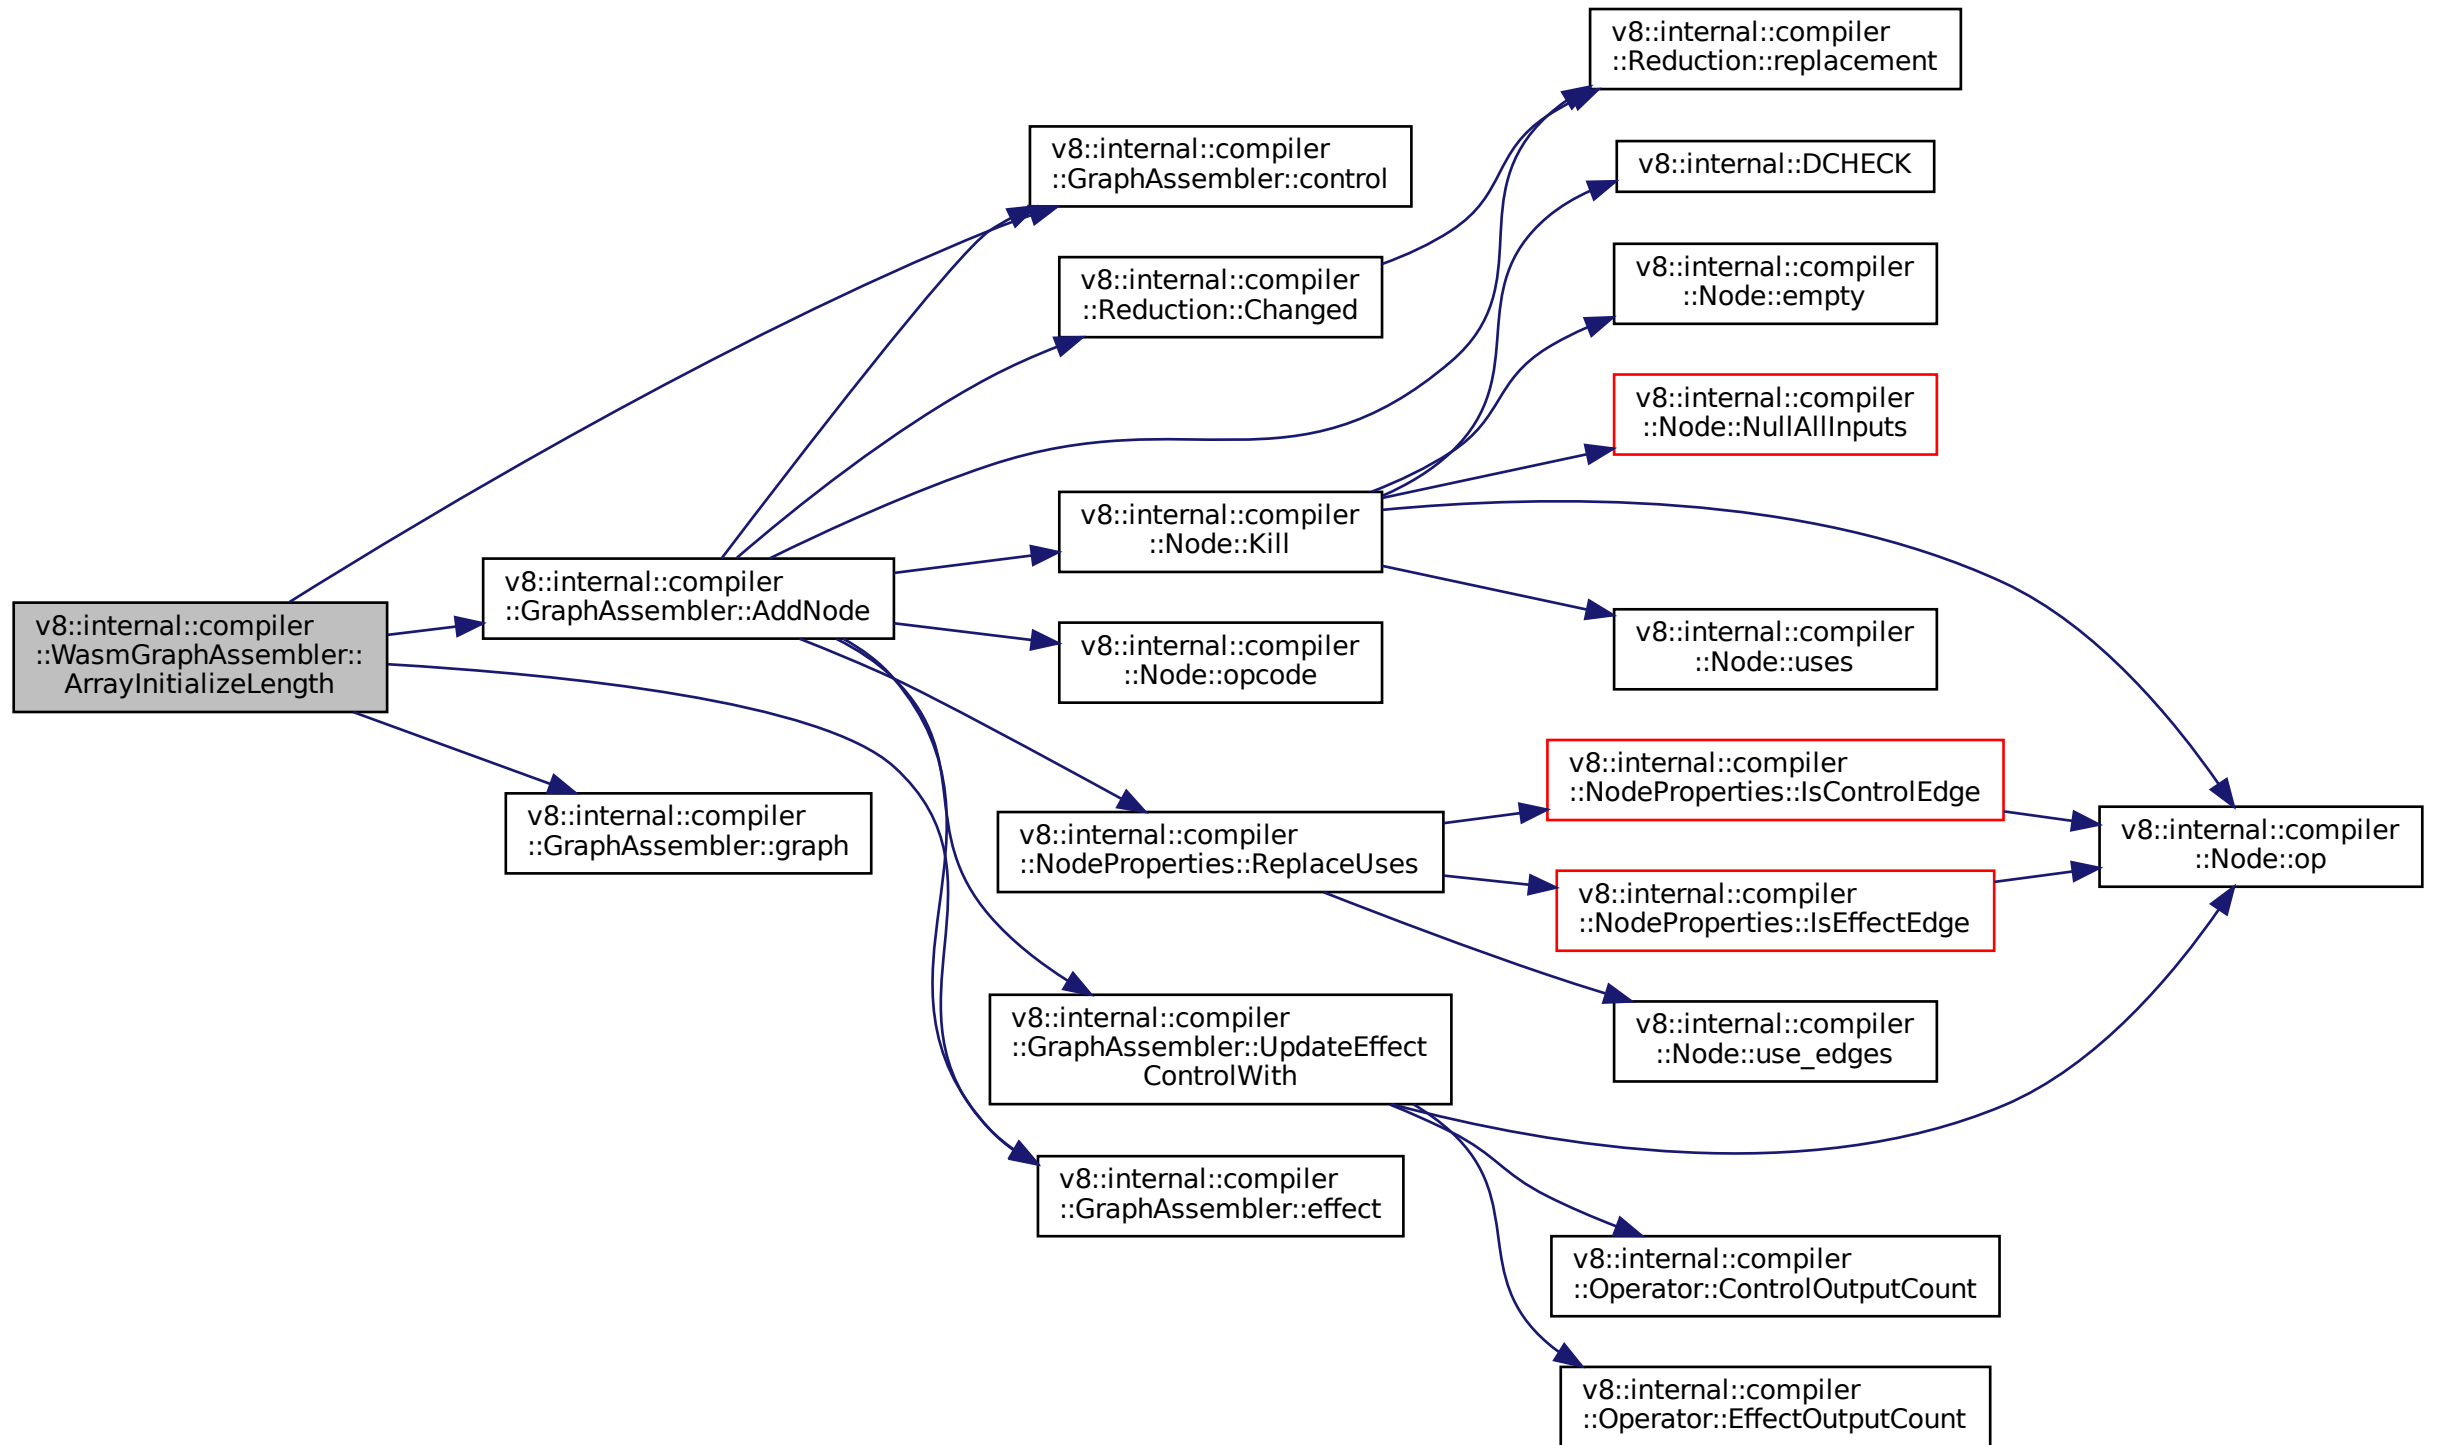 v8::internal::compiler
::WasmGraphAssembler::
ArrayInitializeLength
v8::internal::compiler
::GraphAssembler::AddNode
v8::internal::compiler
::GraphAssembler::graph
v8::internal::compiler
::GraphAssembler::control
v8::internal::compiler
::Reduction::Changed
v8::internal::compiler
::Node::Kill
v8::internal::compiler
::Node::opcode
v8::internal::compiler
::NodeProperties::ReplaceUses
v8::internal::compiler
::GraphAssembler::UpdateEffect
ControlWith
v8::internal::compiler
::GraphAssembler::effect
v8::internal::compiler
::Reduction::replacement
v8::internal::DCHECK
v8::internal::compiler
::Node::empty
v8::internal::compiler
::Node::NullAllInputs
v8::internal::compiler
::Node::uses
v8::internal::compiler
::NodeProperties::IsControlEdge
v8::internal::compiler
::NodeProperties::IsEffectEdge
v8::internal::compiler
::Node::use_edges
v8::internal::compiler
::Operator::ControlOutputCount
v8::internal::compiler
::Operator::EffectOutputCount
v8::internal::compiler
::Node::op